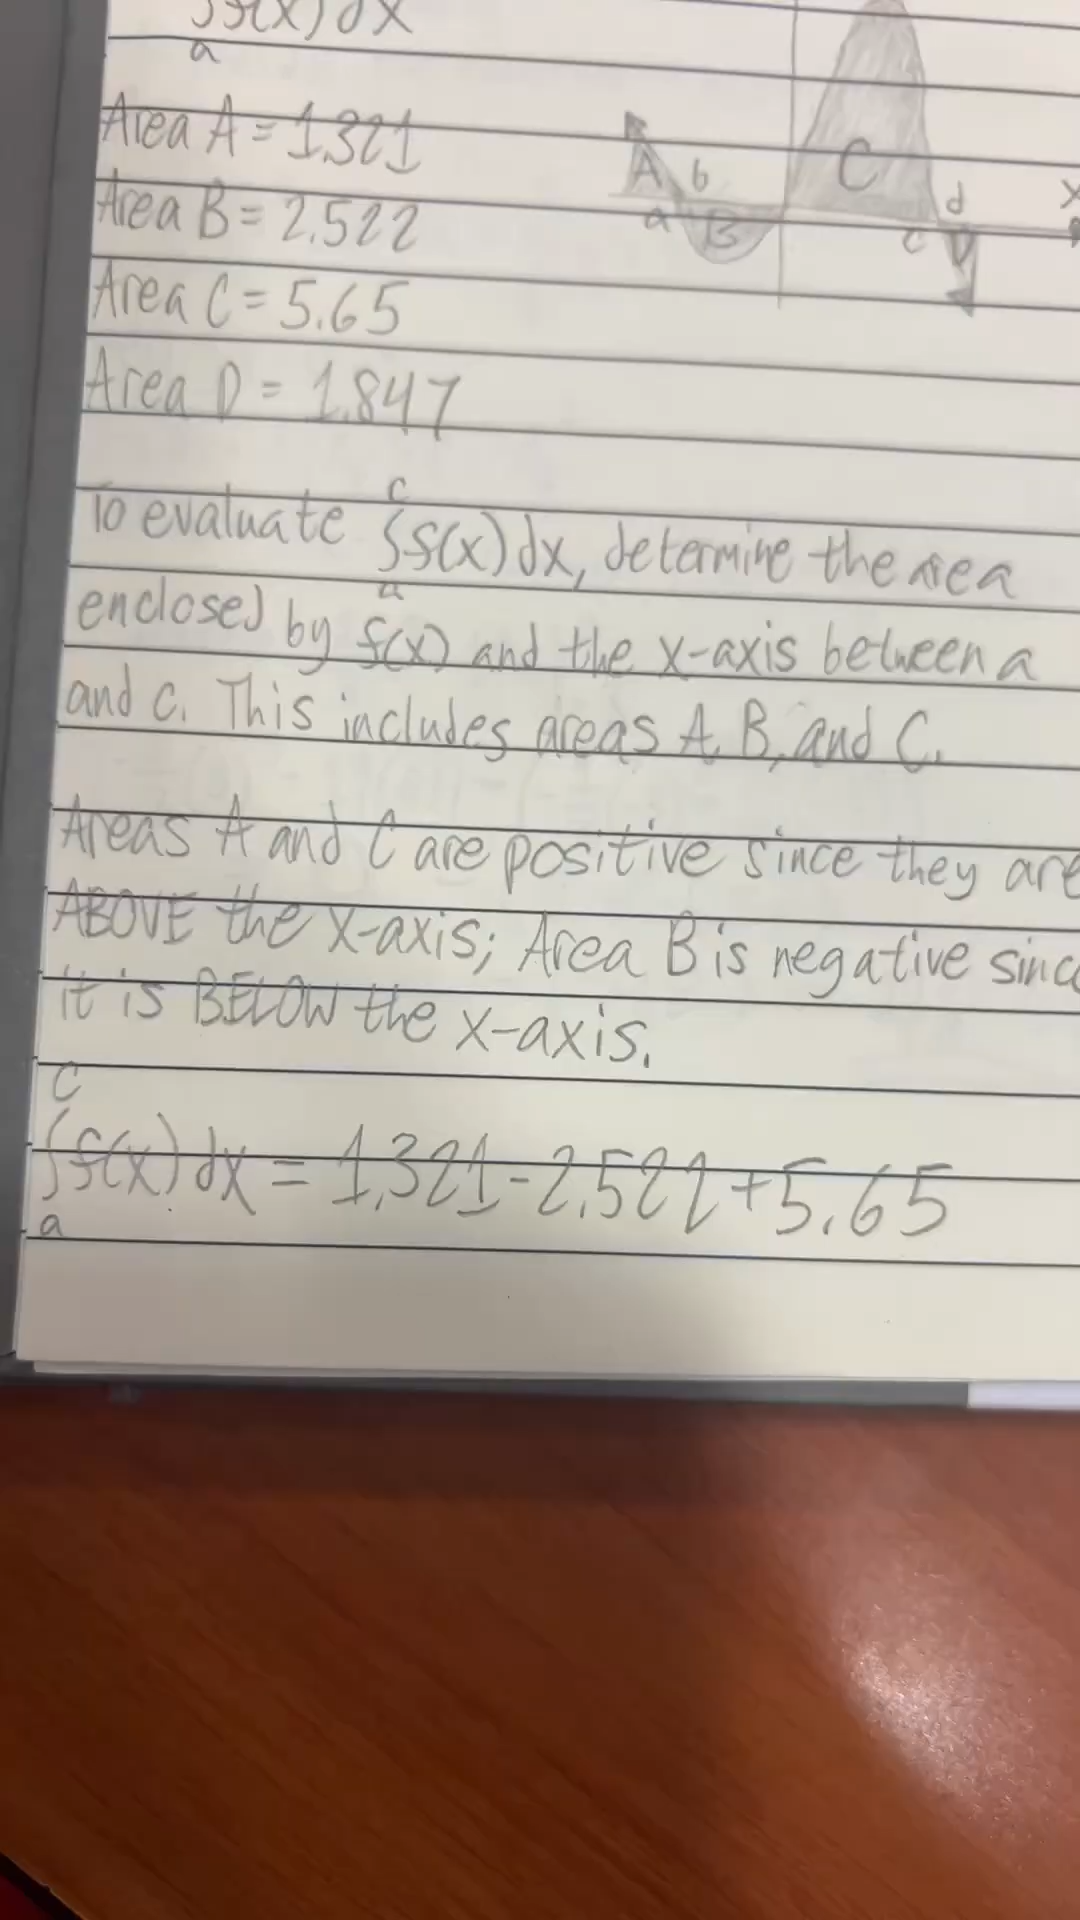 ∫f(x) dx
a
Area A = 1.321
Area B = 2.522
Area C = 5.65
Area D = 1.847
A b C d x
a B c D
c
To evaluate ∫f(x) dx, determine the area
a
enclosed by f(x) and the x-axis between a
and c. This includes areas A, B, and C.
Areas A and C are positive since they are
ABOVE the x-axis; Area B is negative sinc
it is BELOW the x-axis.
c
∫f(x) dx = 1.321-2.522+5.65
a